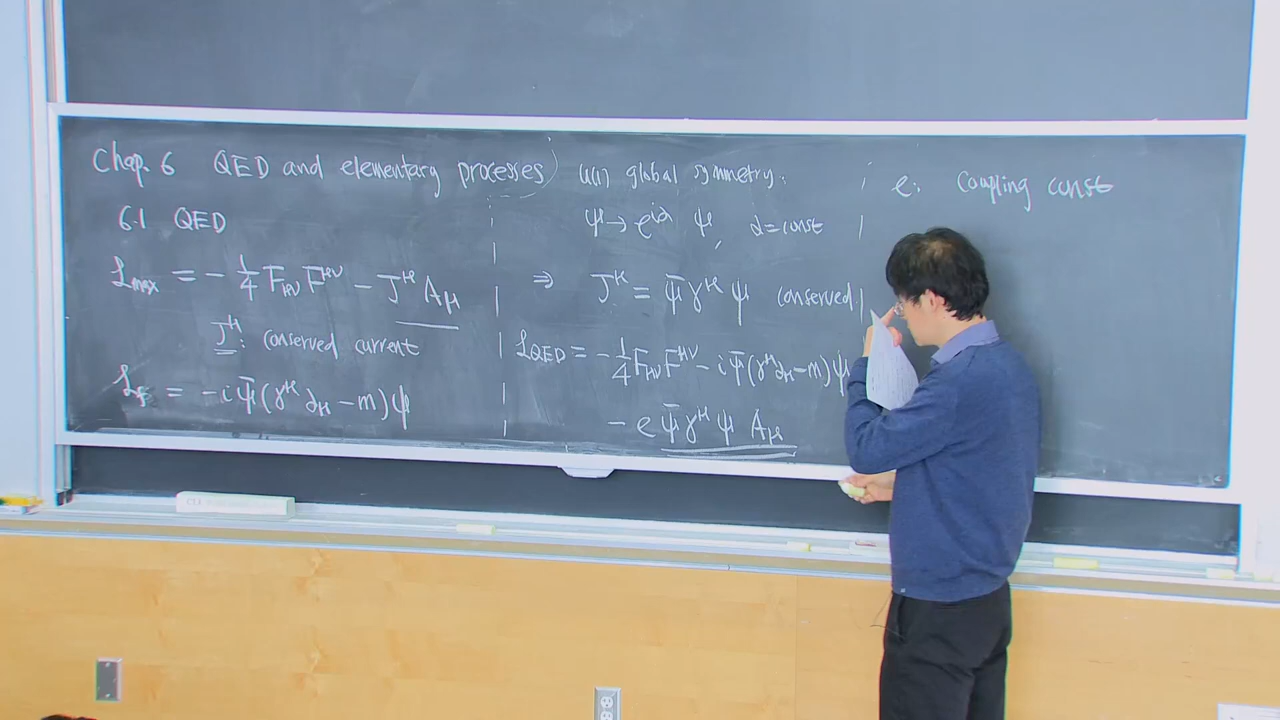 Chap. 6 QED and elementary processes
6.1 QED
ℒ_max = -1/4 F_μν F^μν - J^μ A_μ
J^μ: conserved current
ℒ = -i ψ̄(γ^μ ∂_μ - m)ψ
U(1) global symmetry:
ψ → e^{iα} ψ, α = const
⇒ J^μ = ψ̄ γ^μ ψ conserved
ℒ_QED = -1/4 F_μν F^μν - i ψ̄(γ^μ ∂_μ - m)ψ
- e ψ̄ γ^μ ψ A_μ
e: Coupling const